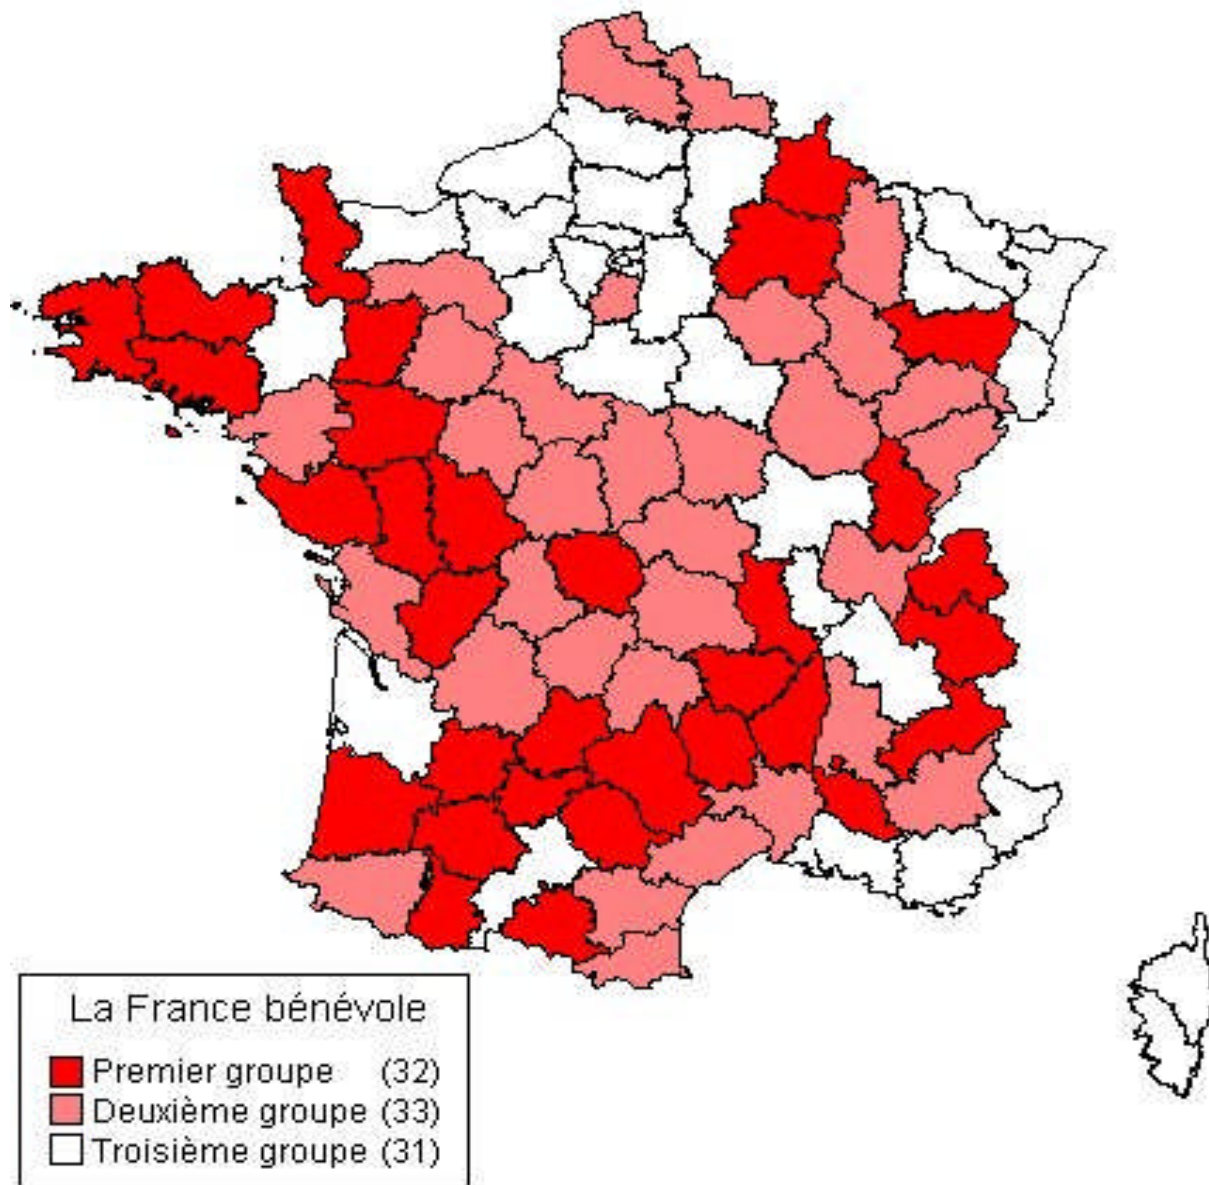 La France bénévole
Premier groupe (32)
Deuxième groupe (33)
Troisième groupe (31)